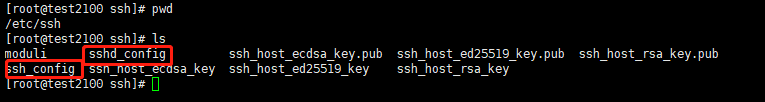 [root@test2100 ssh]# pwd
/etc/ssh
[root@test2100 ssh]# ls
moduli      sshd_config         ssh_host_ecdsa_key.pub  ssh_host_ed25519_key.pub  ssh_host_rsa_key.pub
ssh_config  ssh_host_ecdsa_key  ssh_host_ed25519_key    ssh_host_rsa_key
[root@test2100 ssh]#